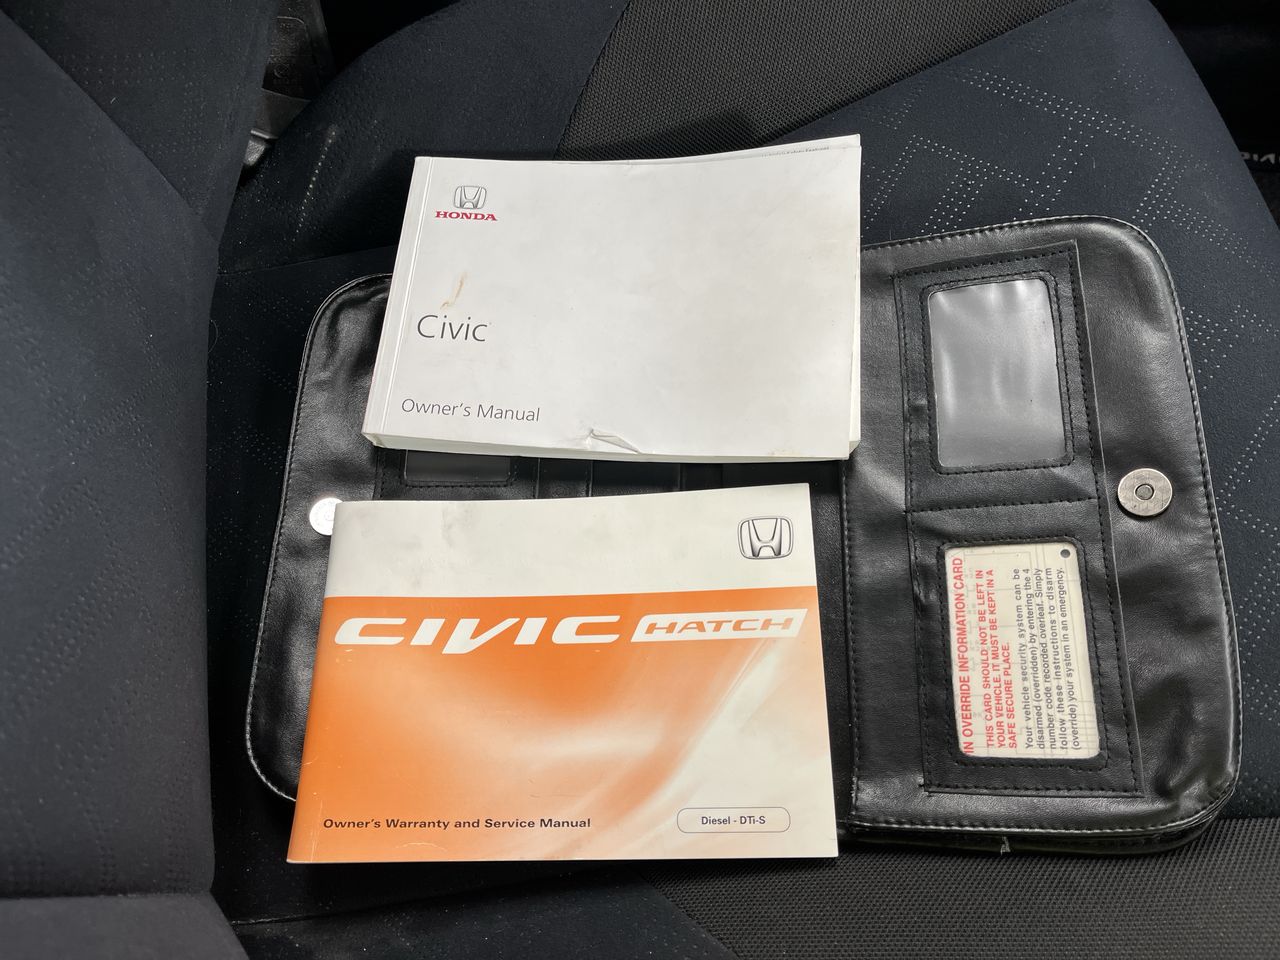 HONDA
Civic
Owner's Manual
CIVIC HATCH
Owner's Warranty and Service Manual
Diesel - DTi-S
IN OVERRIDE INFORMATION CARD
THIS CARD SHOULD NOT BE LEFT IN
YOUR VEHICLE. IT MUST BE KEPT IN A
SAFE SECURE PLACE.
Your vehicle security system can be
disarmed (overridden) by entering the 4
number code recorded overleaf. Simply
follow these instructions to disarm
(override) your system in an emergency.